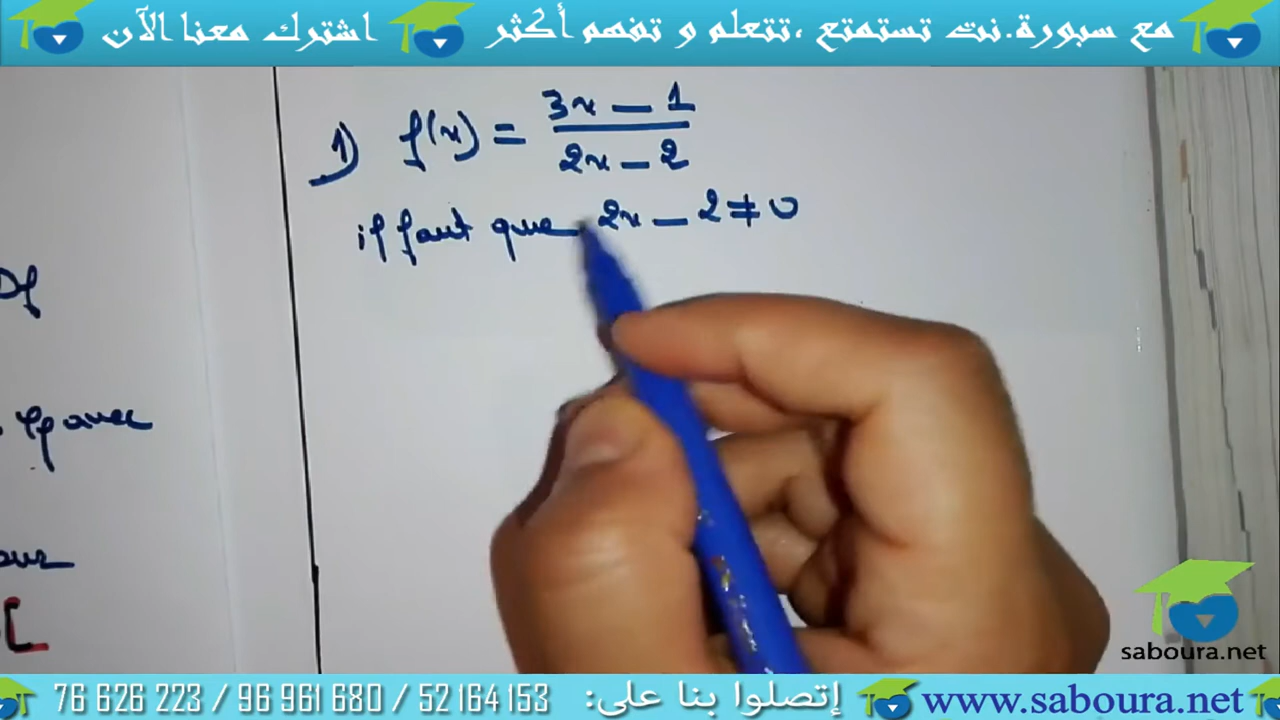 مع سبورة.نت تستمتع ،تتعلم و تفهم أكثر اشترك معنا الآن
1) f(x) = (3x - 1)/(2x - 2)
il faut que 2x - 2 ≠ 0
Df
avec
[
saboura.net
76 626 223 / 96 961 680 / 52 164 153 إتصلوا بنا على: www.saboura.net